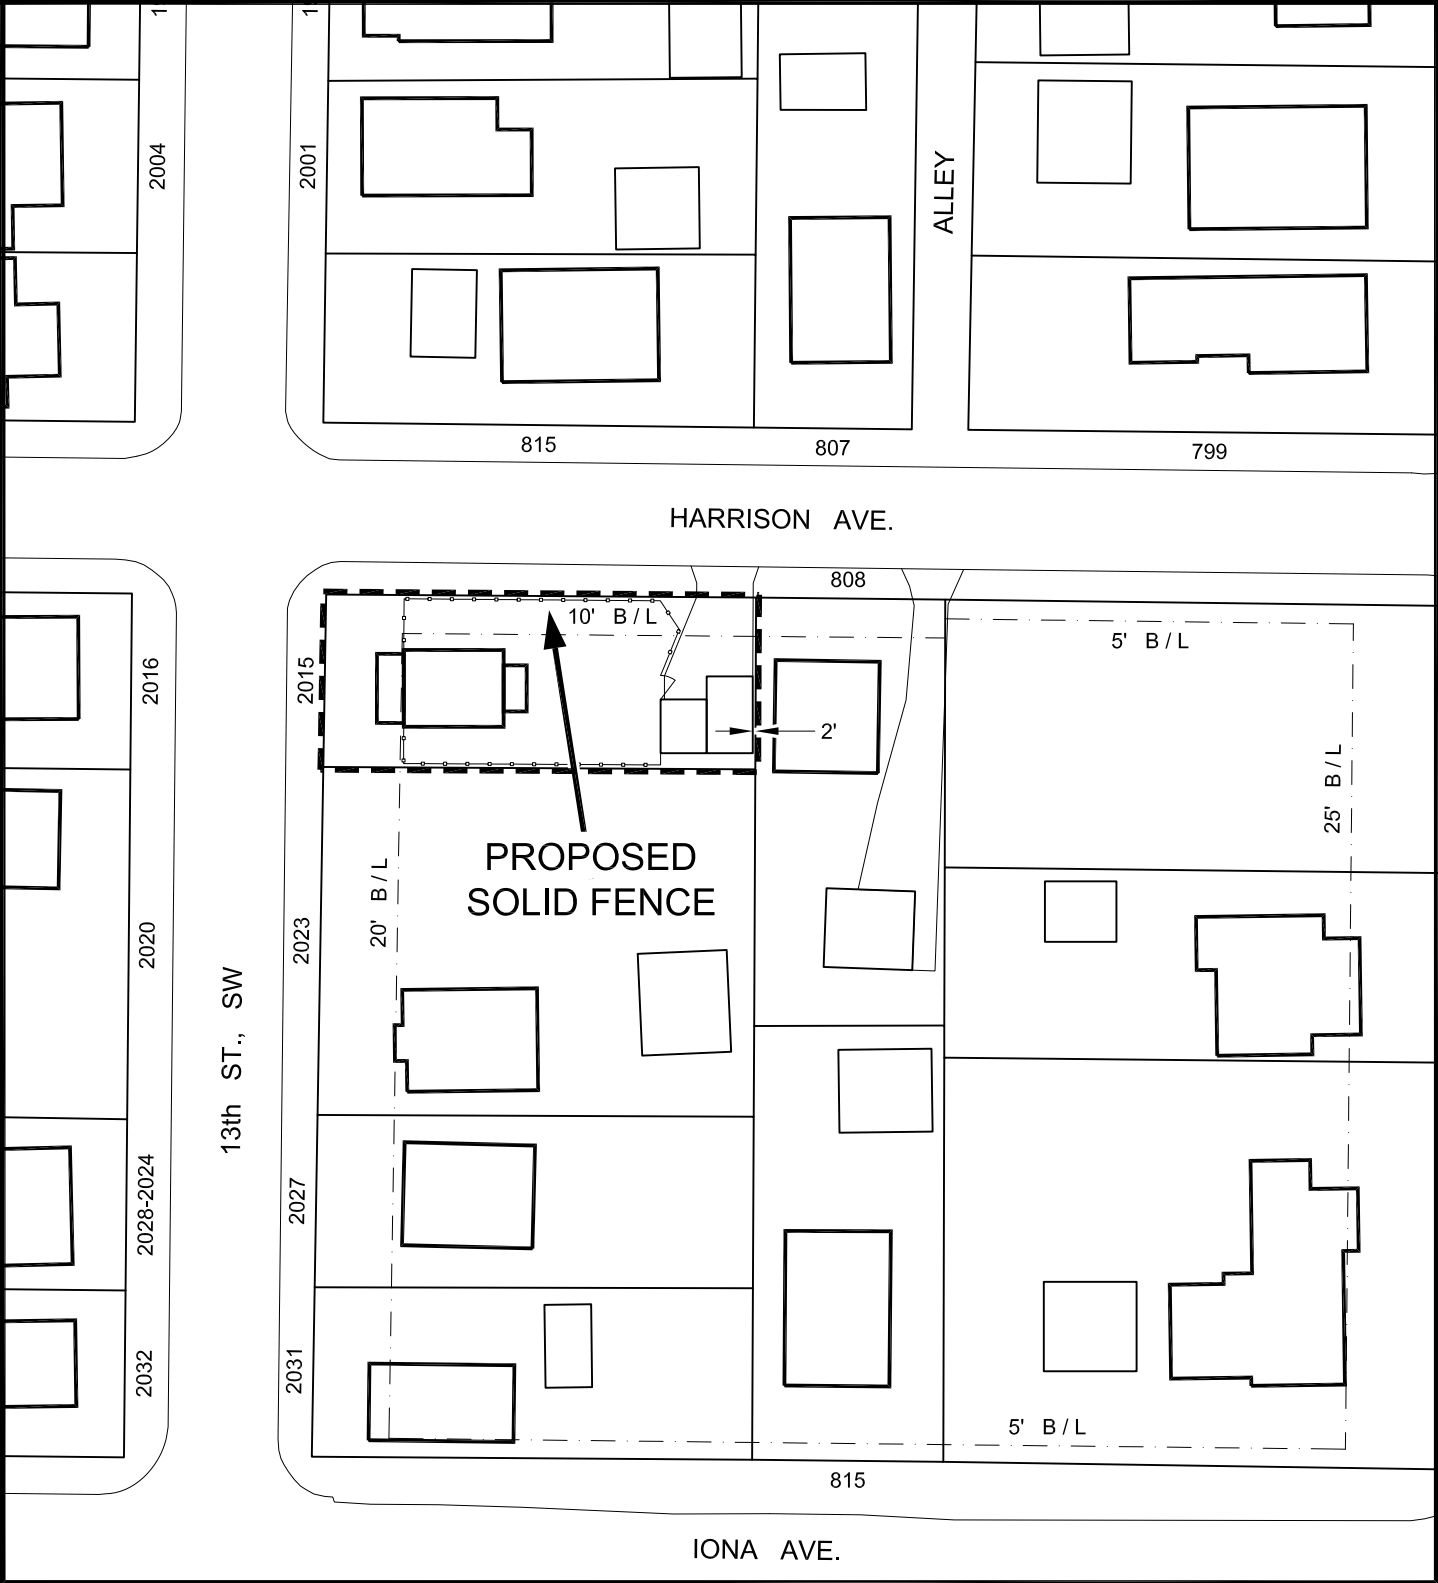 2004
2001
ALLEY
815
807
799
HARRISON AVE.
808
10' B / L
5' B / L
2016
2015
2'
25' B / L
PROPOSED
SOLID FENCE
20' B / L
2020
2023
13th ST., SW
2028-2024
2027
2032
2031
5' B / L
815
IONA AVE.